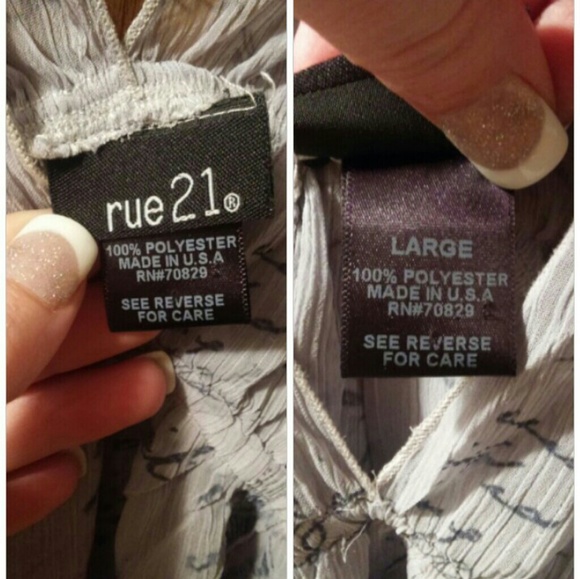 rue21®
100% POLYESTER
MADE IN U.S.A
RN#70829
SEE REVERSE
FOR CARE
LARGE
100% POLYESTER
MADE IN U.S.A
RN#70829
SEE REVERSE
FOR CARE